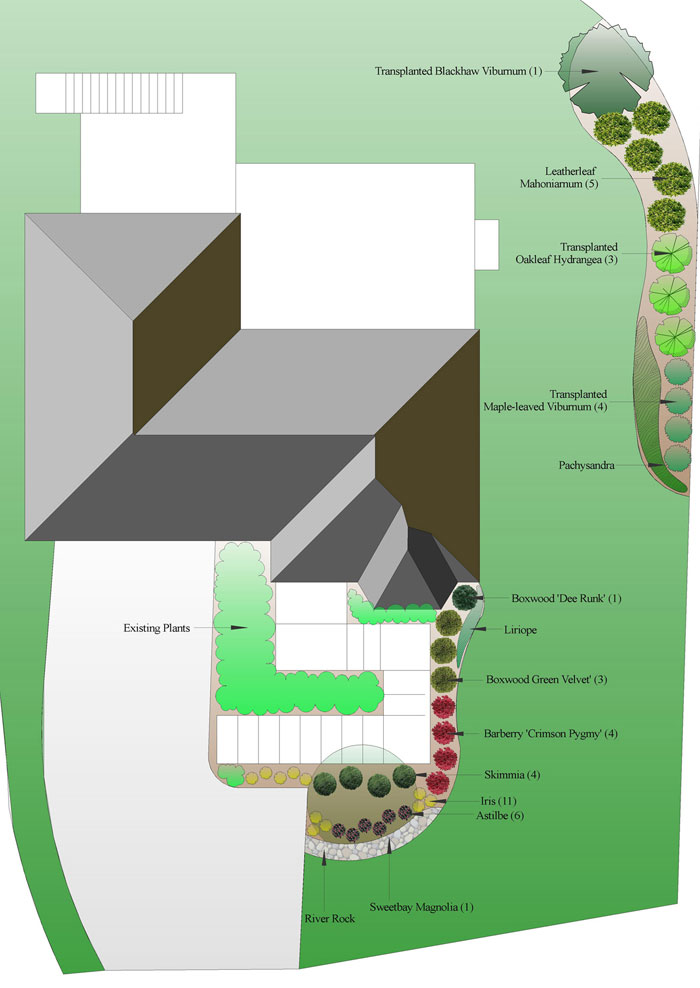 Transplanted Blackhaw Viburnum (1)
Leatherleaf
Mahoniarnum (5)
Transplanted
Oakleaf Hydrangea (3)
Transplanted
Maple-leaved Viburnum (4)
Pachysandra
Boxwood 'Dee Runk' (1)
Existing Plants
Liriope
Boxwood Green Velvet' (3)
Barberry 'Crimson Pygmy' (4)
Skimmia (4)
Iris (11)
Astilbe (6)
Sweetbay Magnolia (1)
River Rock